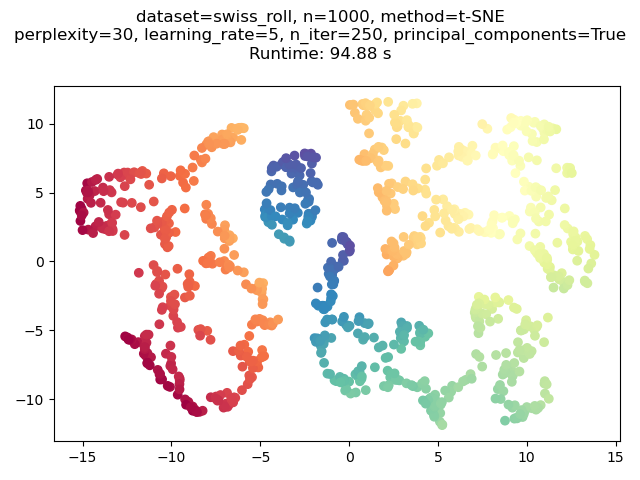 dataset=swiss_roll, n=1000, method=t-SNE
perplexity=30, learning_rate=5, n_iter=250, principal_components=True
Runtime: 94.88 s
10
5
0
−5
−10
−15 −10 −5 0 5 10 15